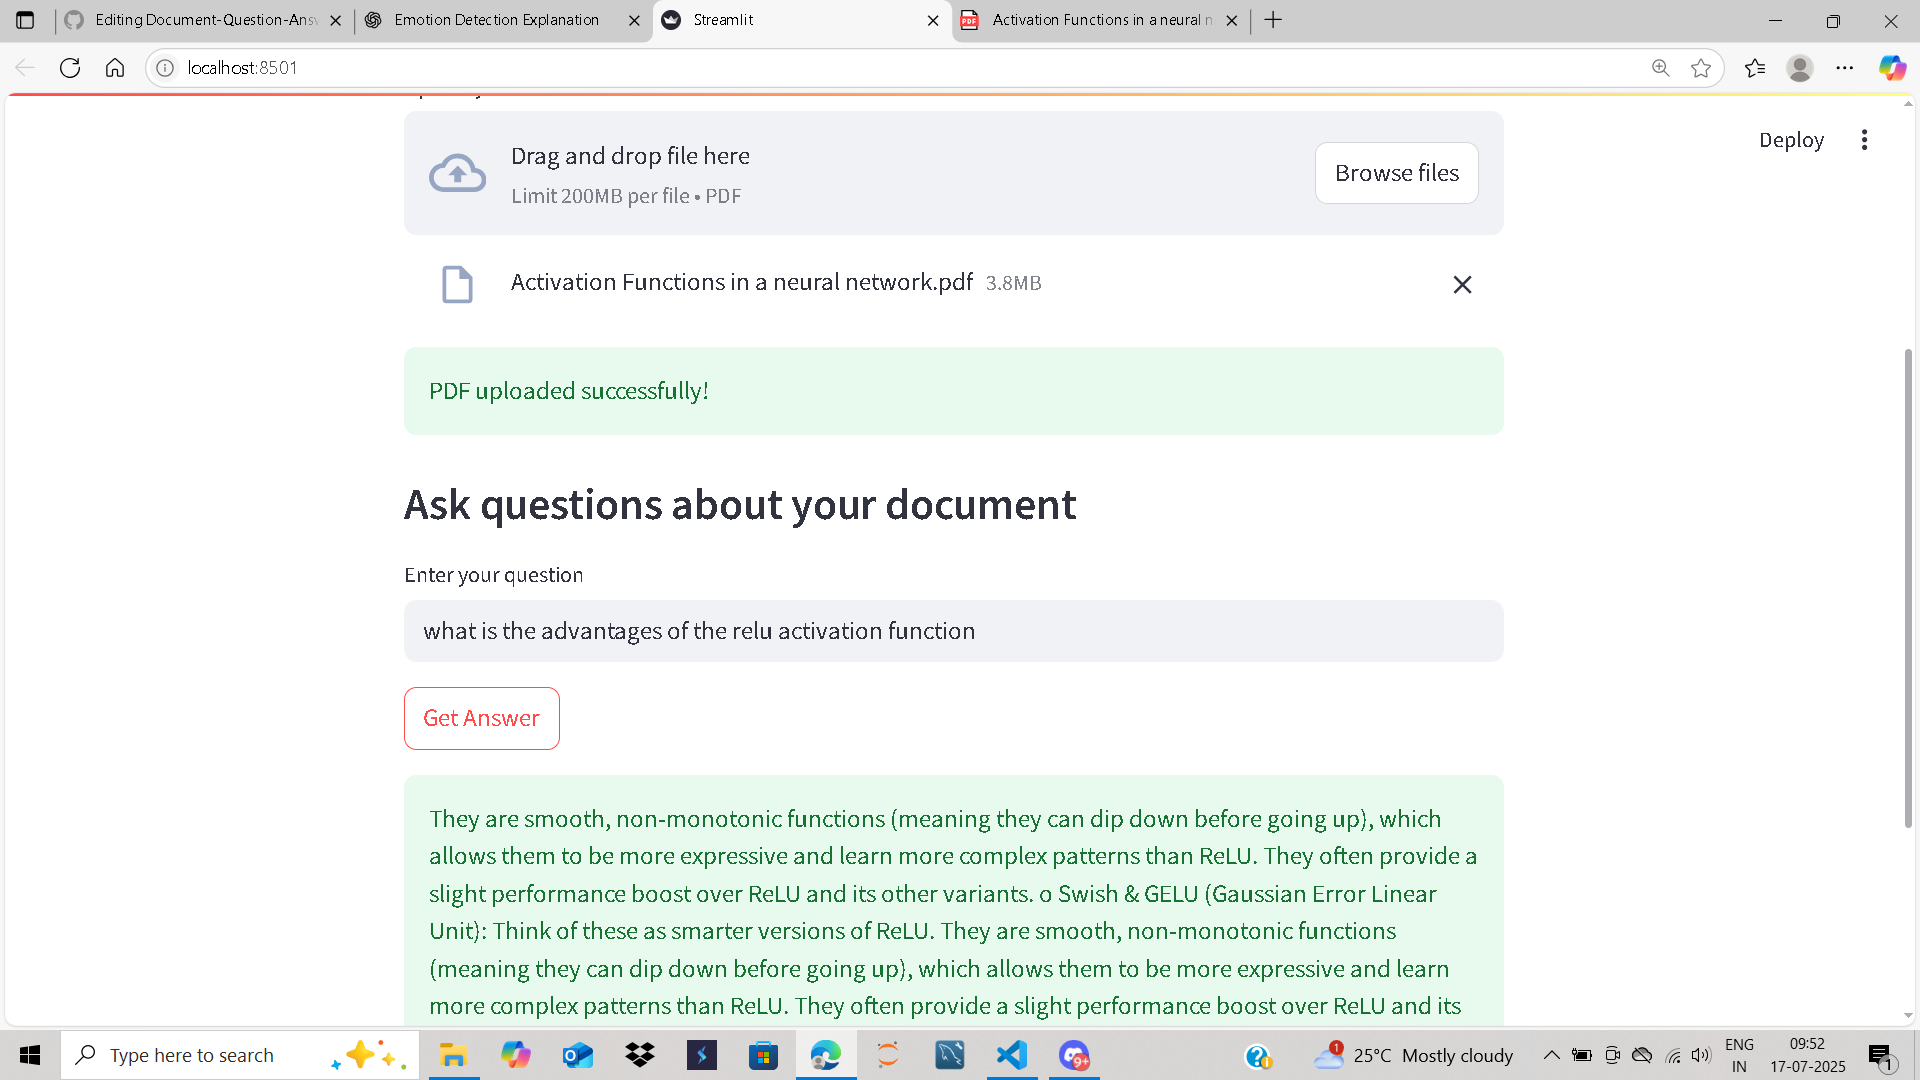 Editing Document-Question-Ans
Emotion Detection Explanation
Streamlit
Activation Functions in a neural n
localhost:8501
Deploy
Drag and drop file here
Limit 200MB per file • PDF
Browse files
Activation Functions in a neural network.pdf 3.8MB
PDF uploaded successfully!
Ask questions about your document
Enter your question
what is the advantages of the relu activation function
Get Answer
They are smooth, non-monotonic functions (meaning they can dip down before going up), which
allows them to be more expressive and learn more complex patterns than ReLU. They often provide a
slight performance boost over ReLU and its other variants. o Swish & GELU (Gaussian Error Linear
Unit): Think of these as smarter versions of ReLU. They are smooth, non-monotonic functions
(meaning they can dip down before going up), which allows them to be more expressive and learn
more complex patterns than ReLU. They often provide a slight performance boost over ReLU and its
Type here to search
25°C Mostly cloudy
ENG
IN
09:52
17-07-2025